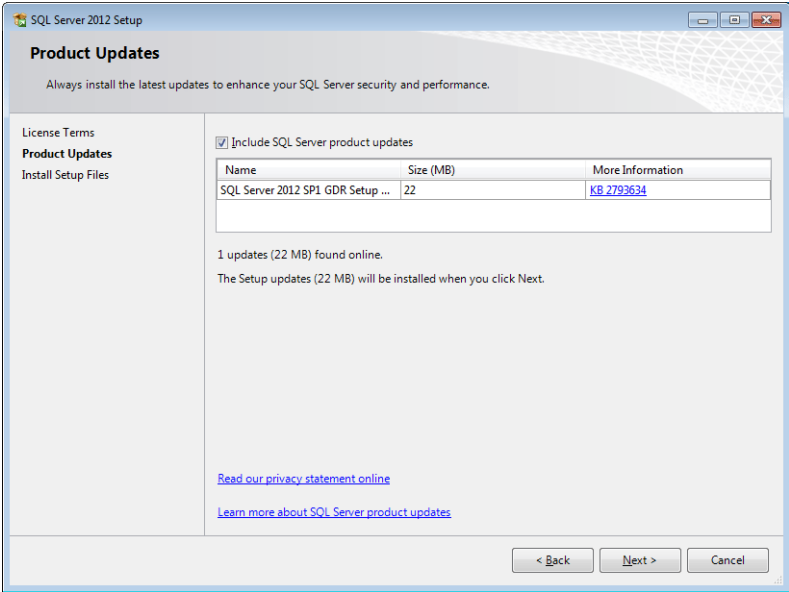 SQL Server 2012 Setup
Product Updates
Always install the latest updates to enhance your SQL Server security and performance.
License Terms
Product Updates
Install Setup Files
Include SQL Server product updates
Name Size (MB) More Information
SQL Server 2012 SP1 GDR Setup ... 22 KB 2793634
1 updates (22 MB) found online.
The Setup updates (22 MB) will be installed when you click Next.
Read our privacy statement online
Learn more about SQL Server product updates
< Back Next > Cancel